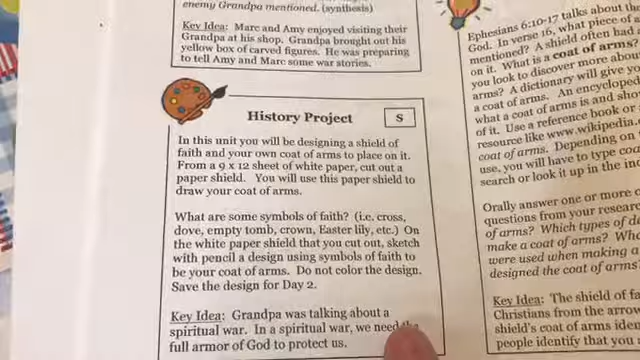 enemy Grandpa mentioned. (synthesis)
Key Idea: Marc and Amy enjoyed visiting their
Grandpa at his shop. Grandpa brought out his
yellow box of carved figures. He was preparing
to tell Amy and Marc some war stories.
History Project
S
In this unit you will be designing a shield of
faith and your own coat of arms to place on it.
From a 9 x 12 sheet of white paper, cut out a
paper shield. You will use this paper shield to
draw your coat of arms.
What are some symbols of faith? (i.e. cross,
dove, empty tomb, crown, Easter lily, etc.) On
the white paper shield that you cut out, sketch
with pencil a design using symbols of faith to
be your coat of arms. Do not color the design.
Save the design for Day 2.
Key Idea: Grandpa was talking about a
spiritual war. In a spiritual war, we need the
full armor of God to protect us.
Ephesians 6:10-17 talks about the
God. In verse 16, what piece of
mentioned? A shield often had
on it. What is a coat of arms?
you look to discover more about
arms? A dictionary will give you
a coat of arms. An encyclopedia
what a coat of arms is and show
of it. Use a reference book or
resource like www.wikipedia.
coat of arms. Depending on
use, you will have to type coat
search or look it up in the
Orally answer one or more
questions from your research
of arms? Which types of
make a coat of arms?
were used when making a
designed the coat of arms?
Key Idea: The shield of
Christians from the
shield's coat of arms
people identify that you